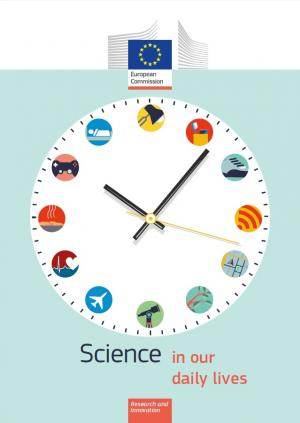 European
Commission
Science in our
daily lives
Research and
Innovation